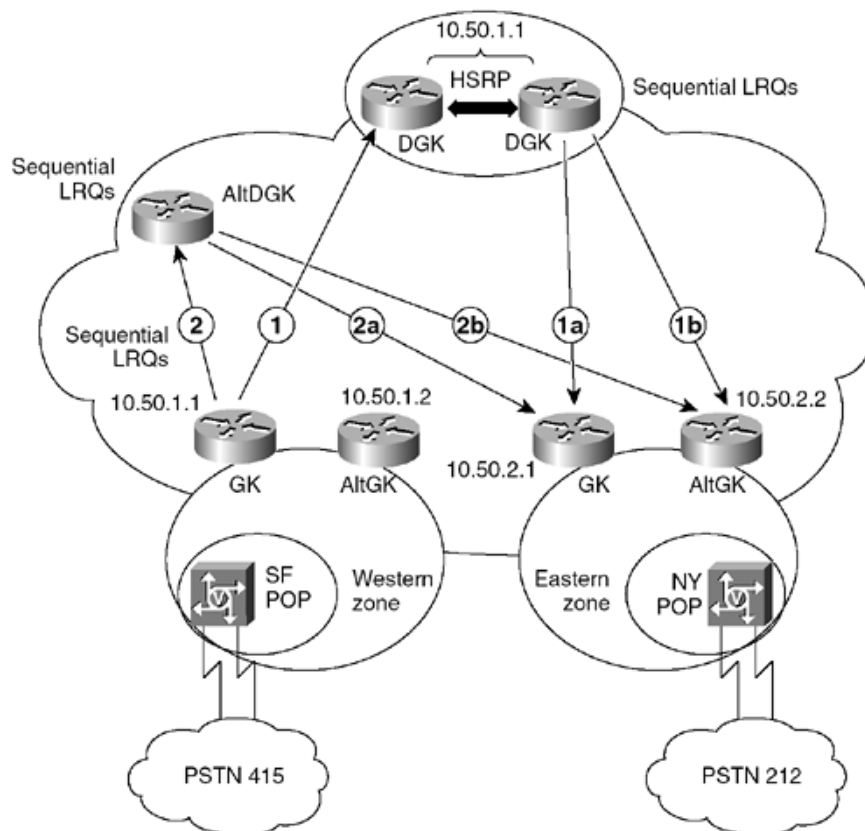 10.50.1.1
HSRP
Sequential LRQs
DGK
DGK
Sequential
LRQs
AltDGK
2
1
2a
2b
1a
1b
Sequential
LRQs
10.50.1.1
10.50.1.2
10.50.2.2
10.50.2.1
GK
AltGK
GK
AltGK
SF
POP
Western
zone
Eastern
zone
NY
POP
V
V
PSTN 415
PSTN 212